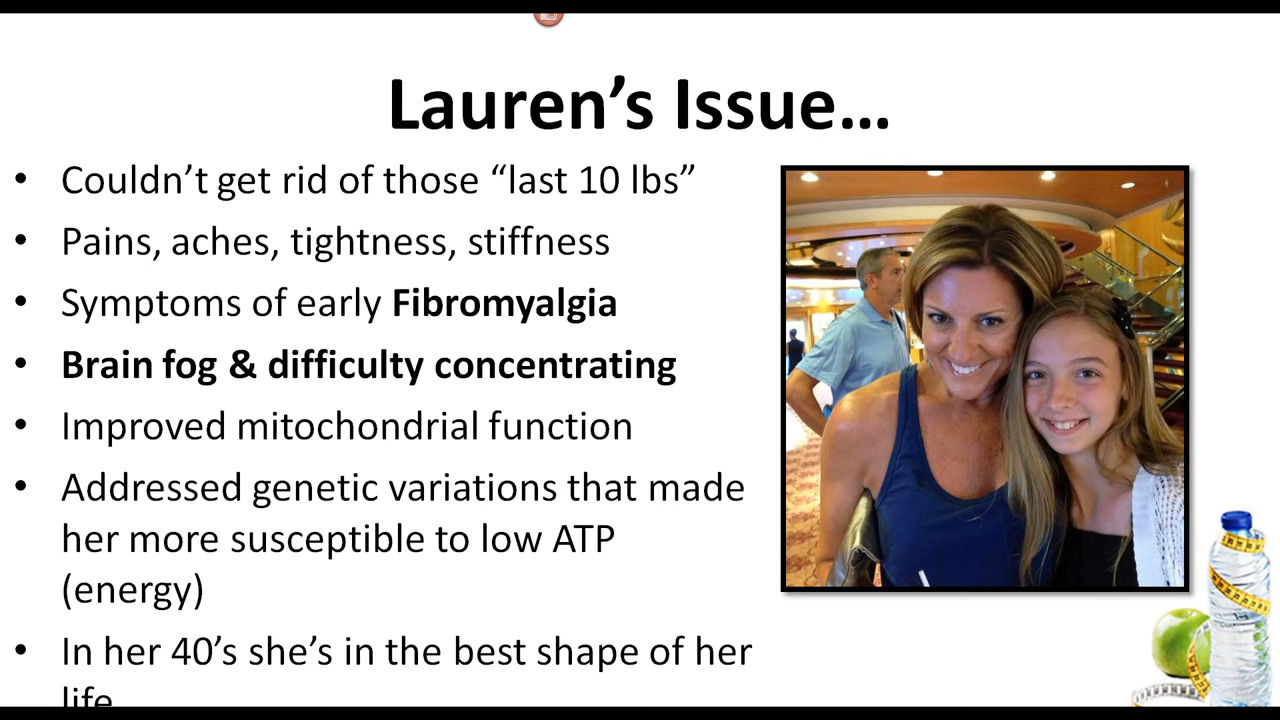 Lauren’s Issue…
• Couldn’t get rid of those “last 10 lbs”
• Pains, aches, tightness, stiffness
• Symptoms of early Fibromyalgia
• Brain fog & difficulty concentrating
• Improved mitochondrial function
• Addressed genetic variations that made
her more susceptible to low ATP
(energy)
• In her 40’s she’s in the best shape of her
life